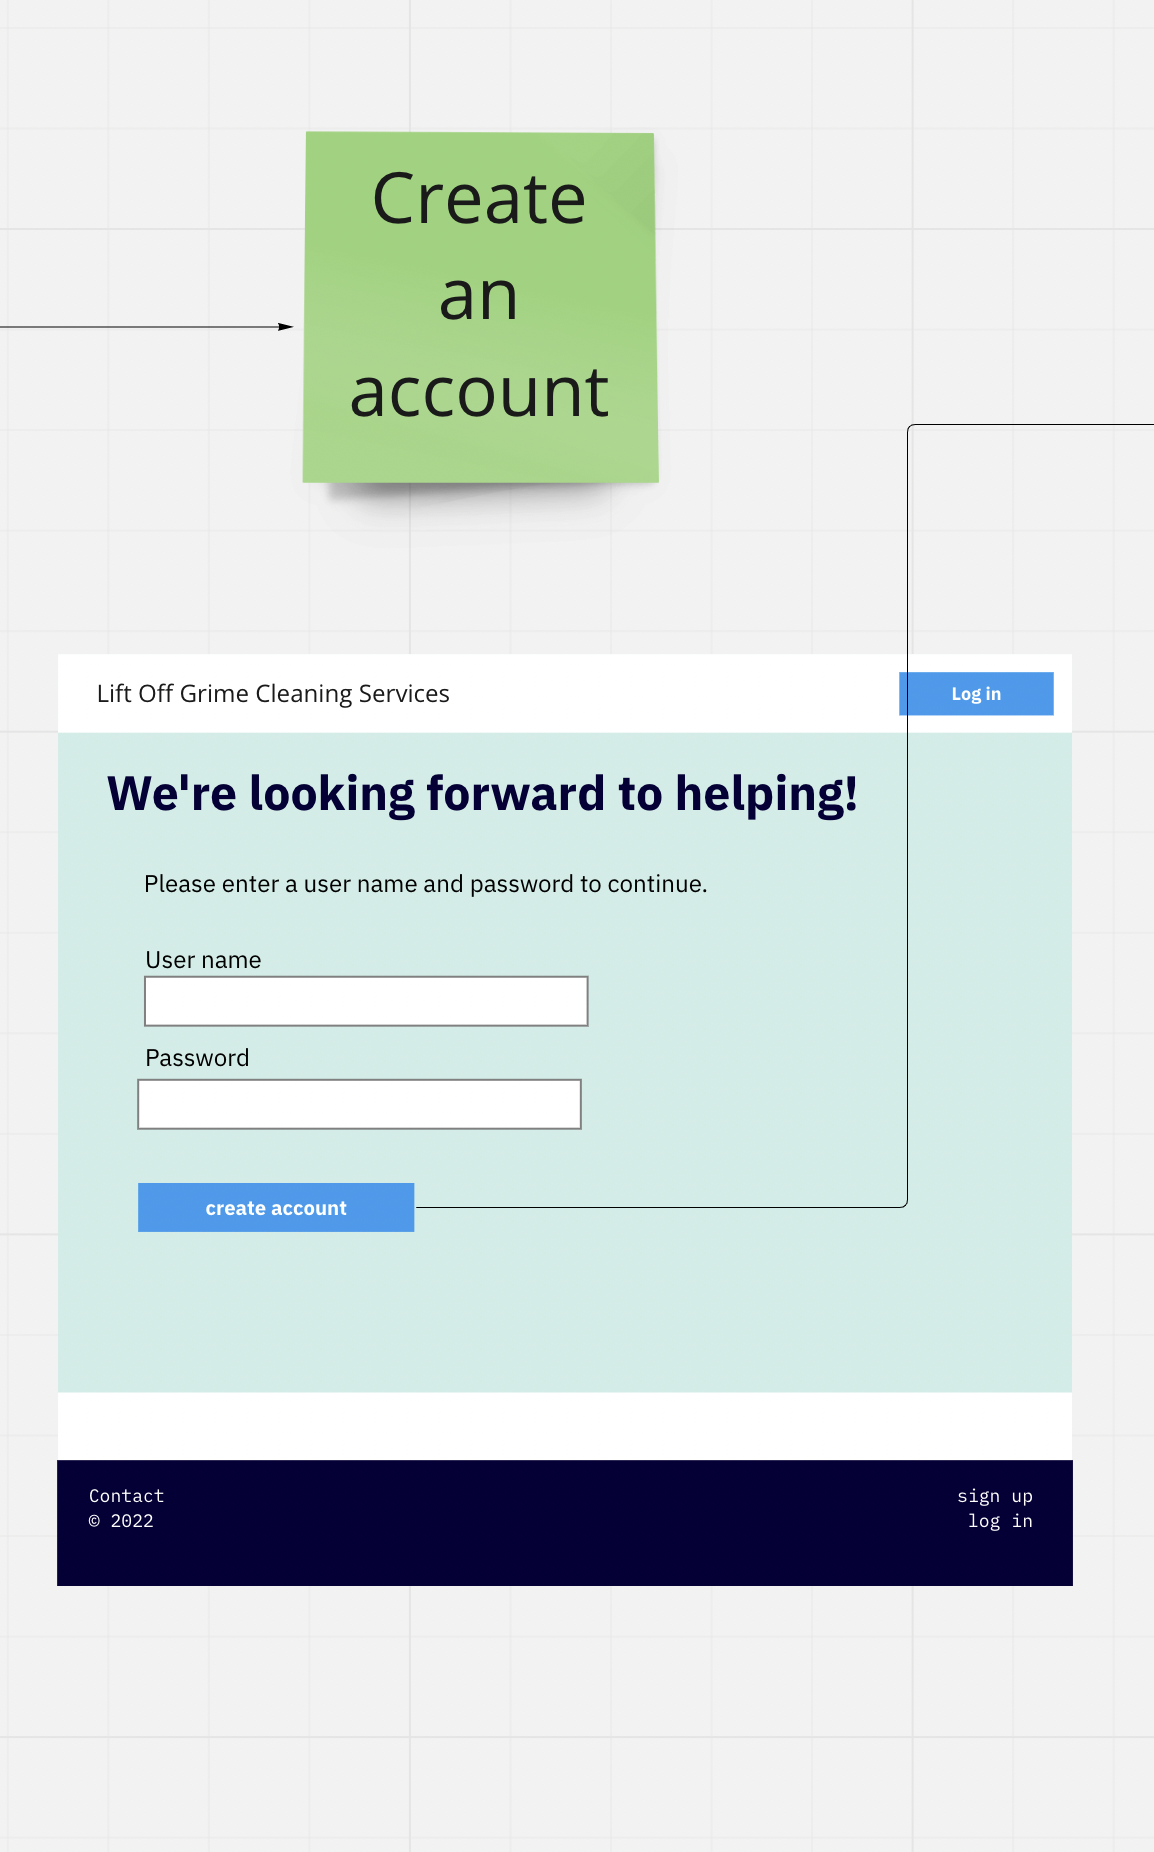 Create
an
account
Lift Off Grime Cleaning Services
Log in
We're looking forward to helping!
Please enter a user name and password to continue.
User name
Password
create account
Contact
© 2022
sign up
log in